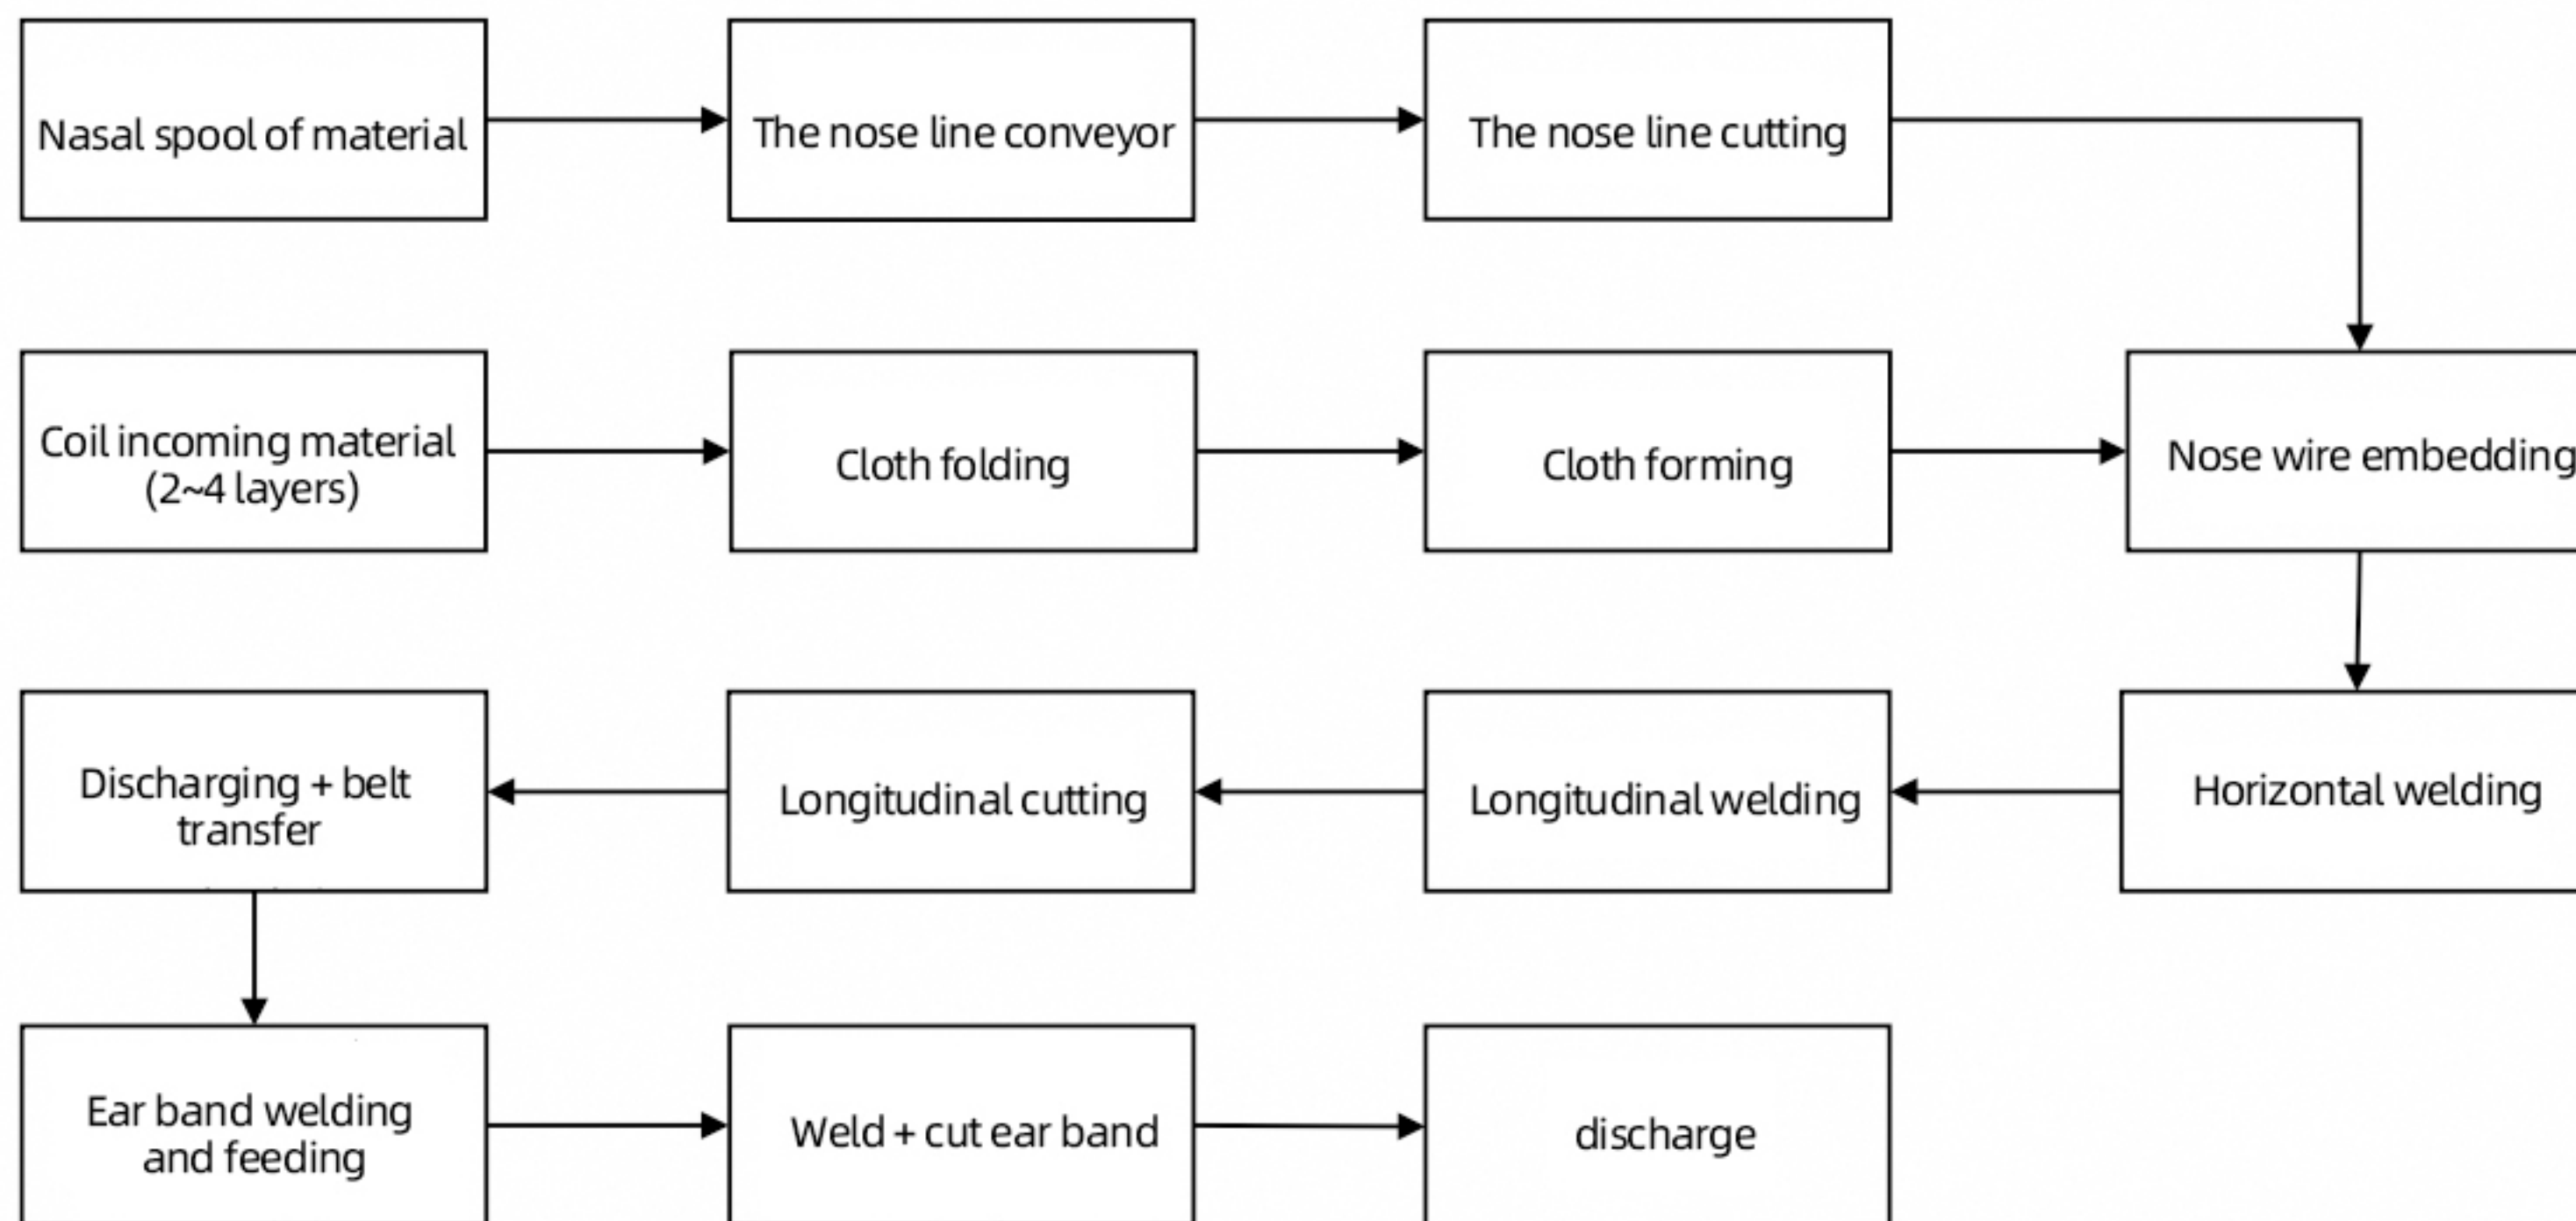 Nasal spool of material
The nose line conveyor
The nose line cutting
Coil incoming material
(2~4 layers)
Cloth folding
Cloth forming
Nose wire embedding
Discharging + belt
transfer
Longitudinal cutting
Longitudinal welding
Horizontal welding
Ear band welding
and feeding
Weld + cut ear band
discharge